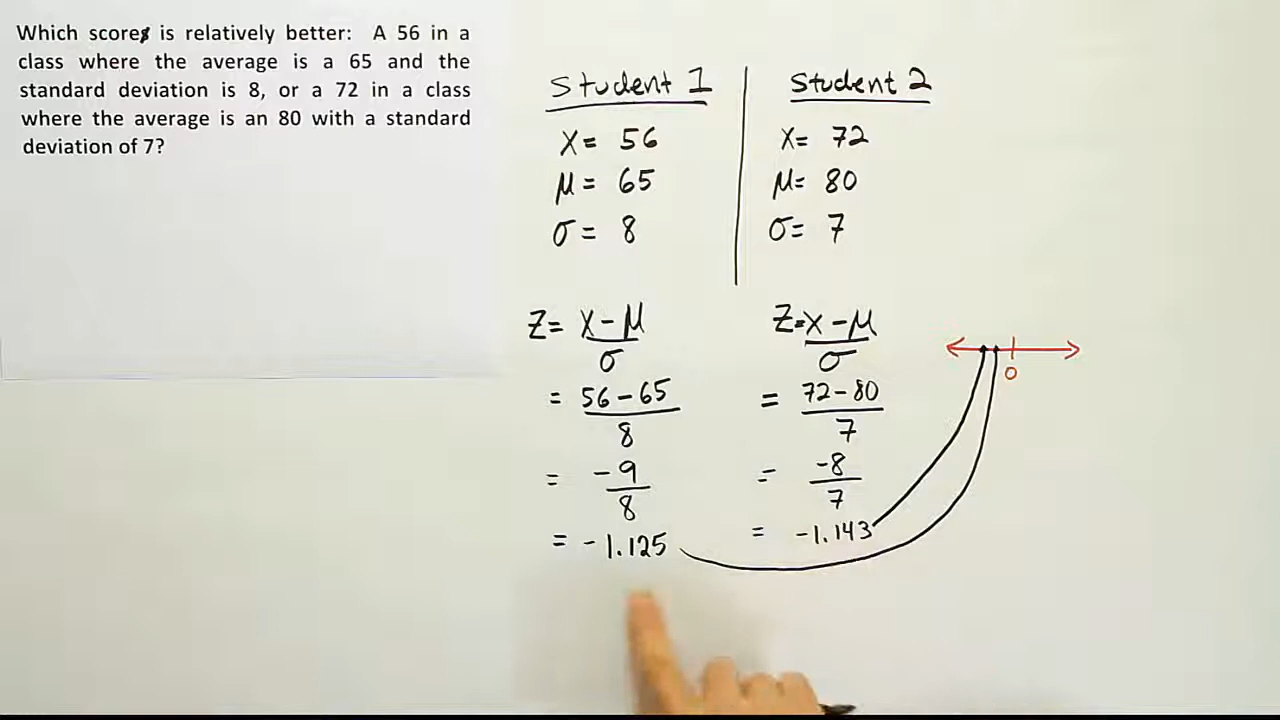 Which score is relatively better: A 56 in a
class where the average is a 65 and the
standard deviation is 8, or a 72 in a class
where the average is an 80 with a standard
deviation of 7?
Student 1
X = 56
μ = 65
σ = 8
Z = X - μ
σ
= 56 - 65
8
= -9
8
= -1.125
Student 2
X = 72
μ = 80
σ = 7
Z = X - μ
σ
= 72 - 80
7
= -8
7
= -1.143
0